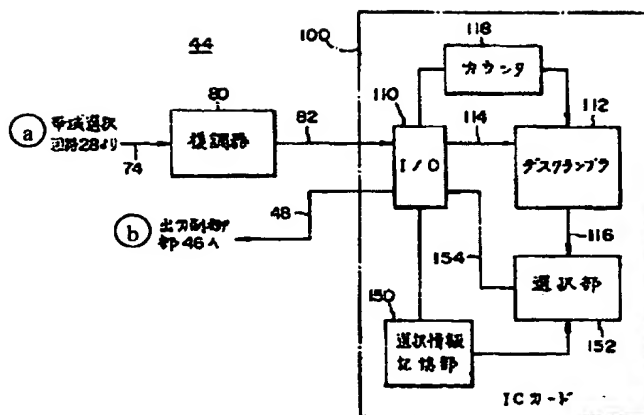 44
100
118
カウンタ
80
110
112
ⓐ 帯域選択
回路28より
74
復調器
82
I/O
114
デスクランブラ
ⓑ 出力制御
部46へ
48
154
116
150
選択情報
記憶部
選択部
152
ICカード